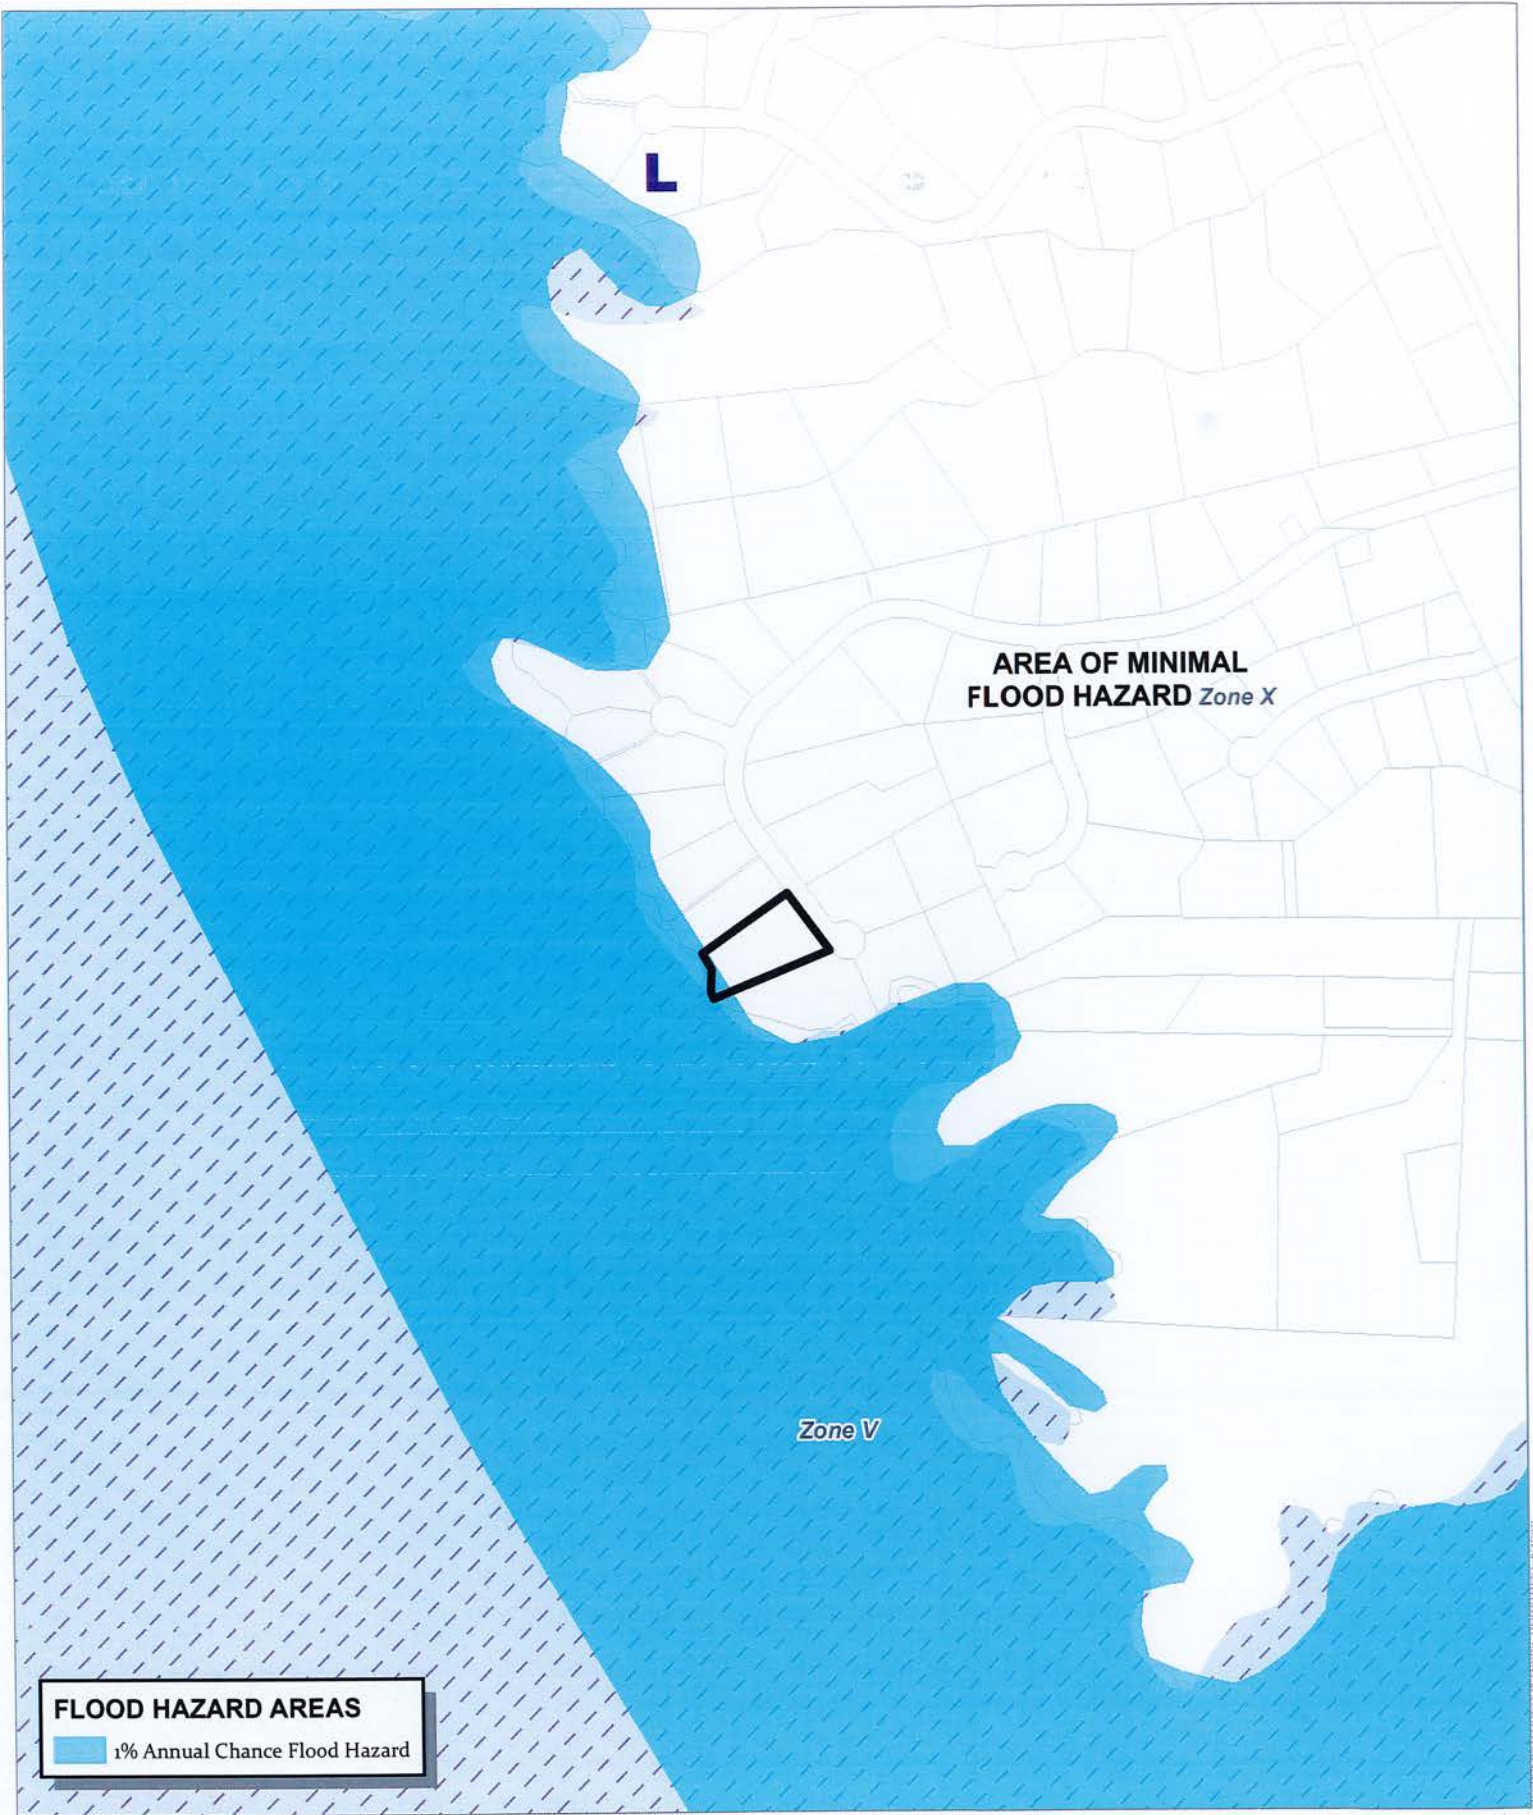 L
AREA OF MINIMAL
FLOOD HAZARD Zone X
Zone V
FLOOD HAZARD AREAS
1% Annual Chance Flood Hazard